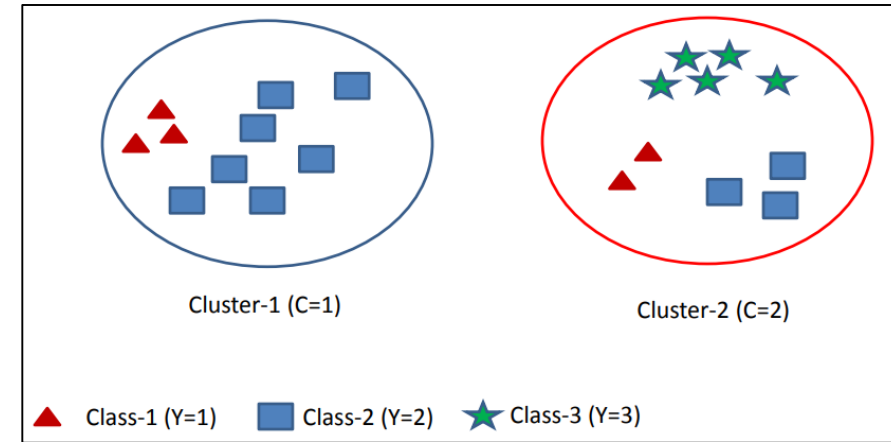 Cluster-1 (C=1)
Cluster-2 (C=2)
Class-1 (Y=1) Class-2 (Y=2) Class-3 (Y=3)